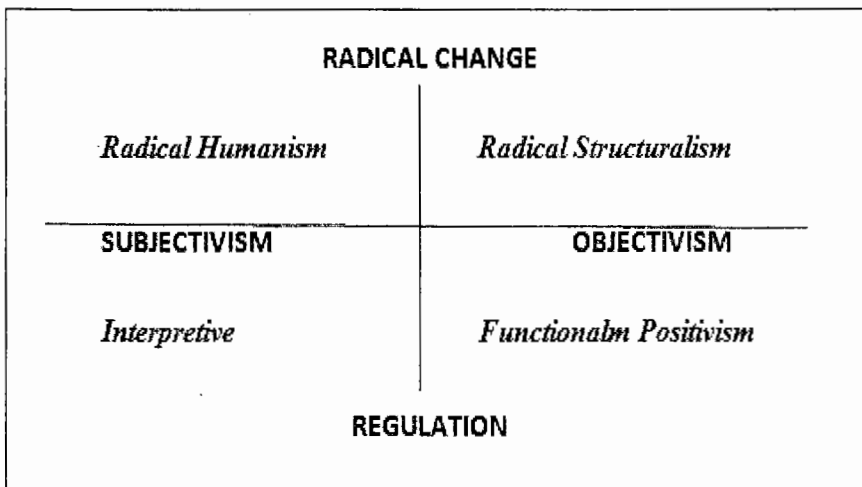 RADICAL CHANGE
Radical Humanism Radical Structuralism
SUBJECTIVISM OBJECTIVISM
Interpretive Functionalm Positivism
REGULATION